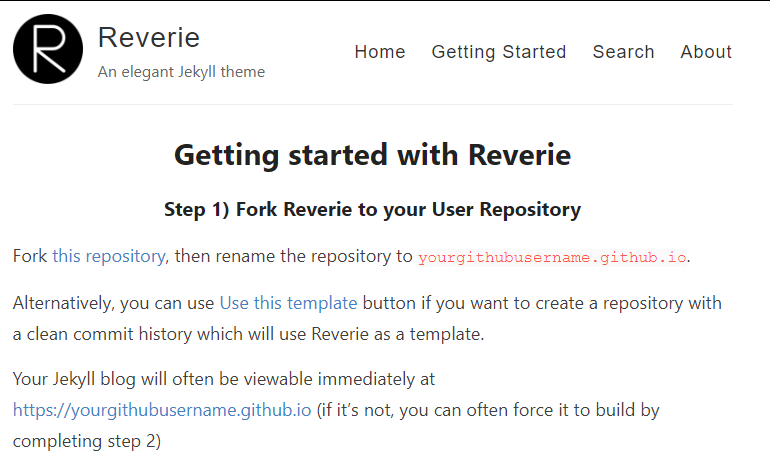 R
Reverie
An elegant Jekyll theme
Home Getting Started Search About
Getting started with Reverie
Step 1) Fork Reverie to your User Repository
Fork this repository, then rename the repository to yourgithubusername.github.io.
Alternatively, you can use Use this template button if you want to create a repository with
a clean commit history which will use Reverie as a template.
Your Jekyll blog will often be viewable immediately at
https://yourgithubusername.github.io (if it’s not, you can often force it to build by
completing step 2)